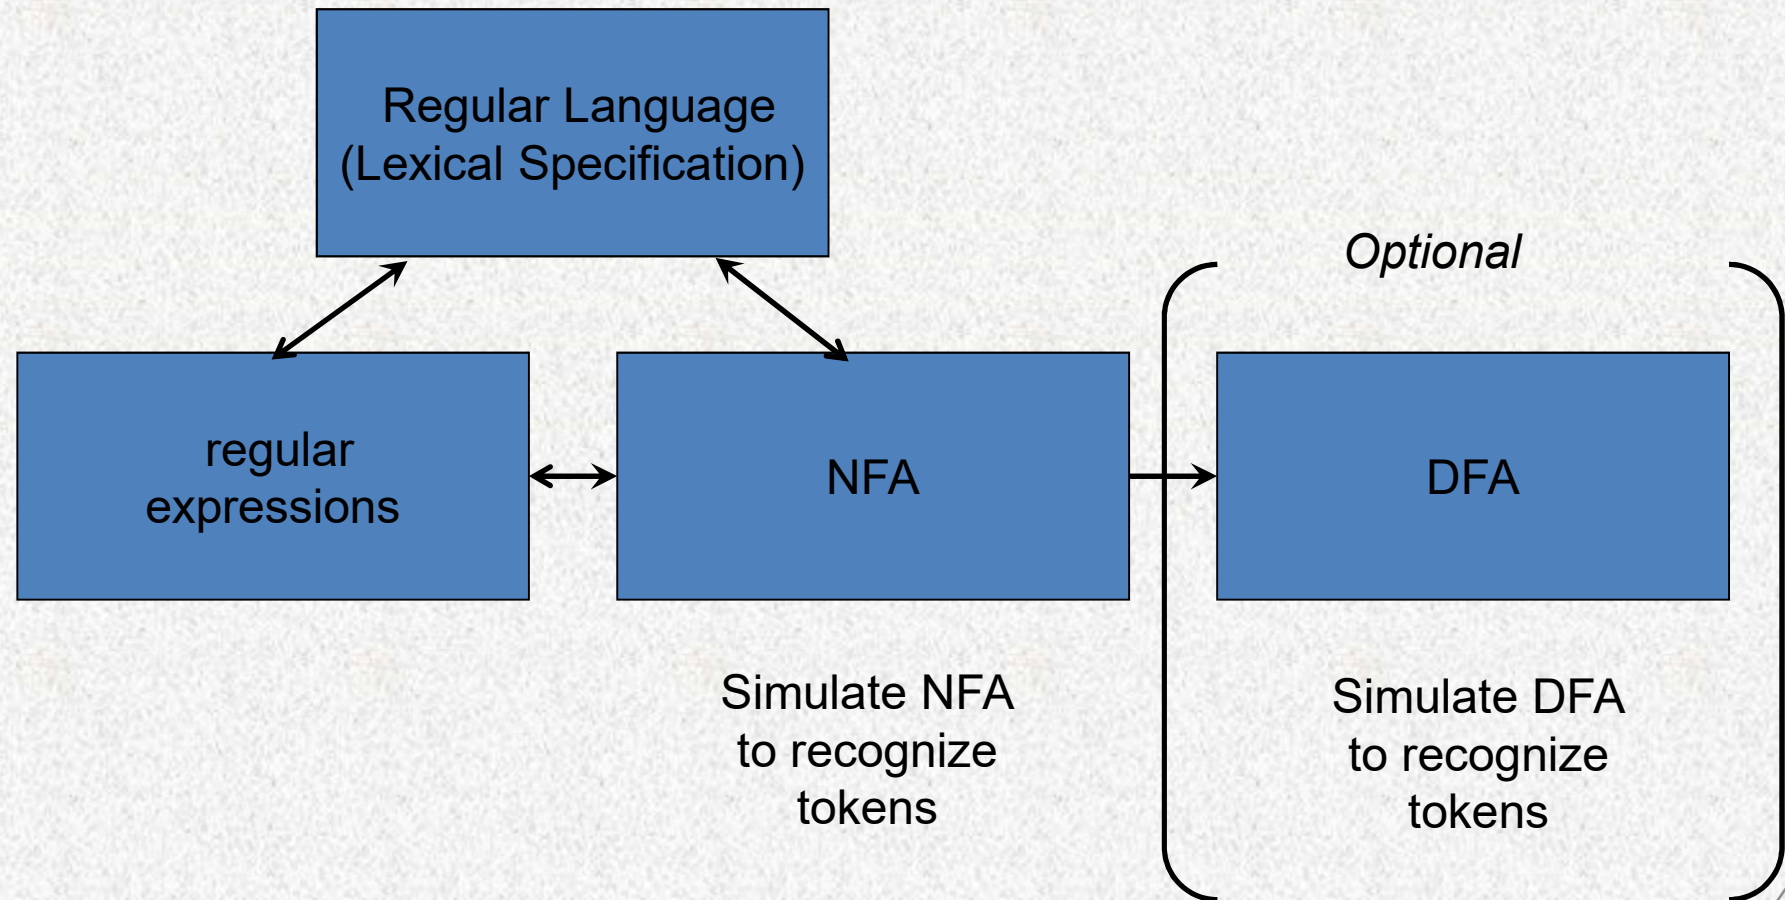 Regular Language
(Lexical Specification)
Optional
regular
expressions
NFA
DFA
Simulate NFA
to recognize
tokens
Simulate DFA
to recognize
tokens